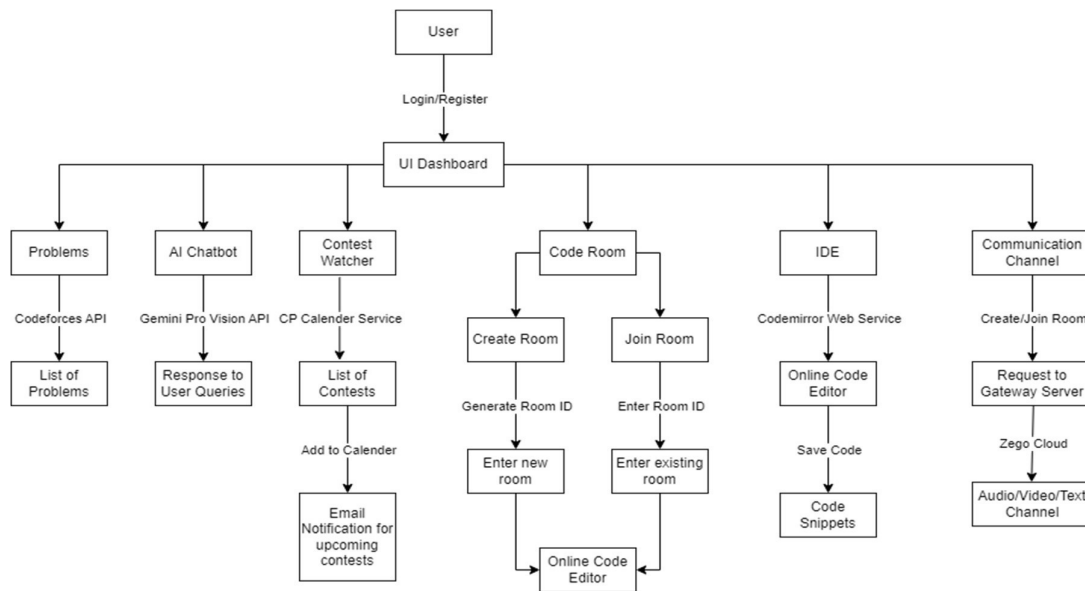 User
Login/Register
UI Dashboard
Problems
AI Chatbot
Contest
Watcher
Code Room
IDE
Communication
Channel
Codeforces API
Gemini Pro Vision API
CP Calender Service
Codemirror Web Service
Create/Join Room
Create Room
Join Room
List of
Problems
Response to
User Queries
List of
Contests
Online Code
Editor
Request to
Gateway Server
Generate Room ID
Enter Room ID
Add to Calender
Save Code
Zego Cloud
Enter new
room
Enter existing
room
Email
Notification for
upcoming
contests
Code
Snippets
Audio/Video/Text
Channel
Online Code
Editor